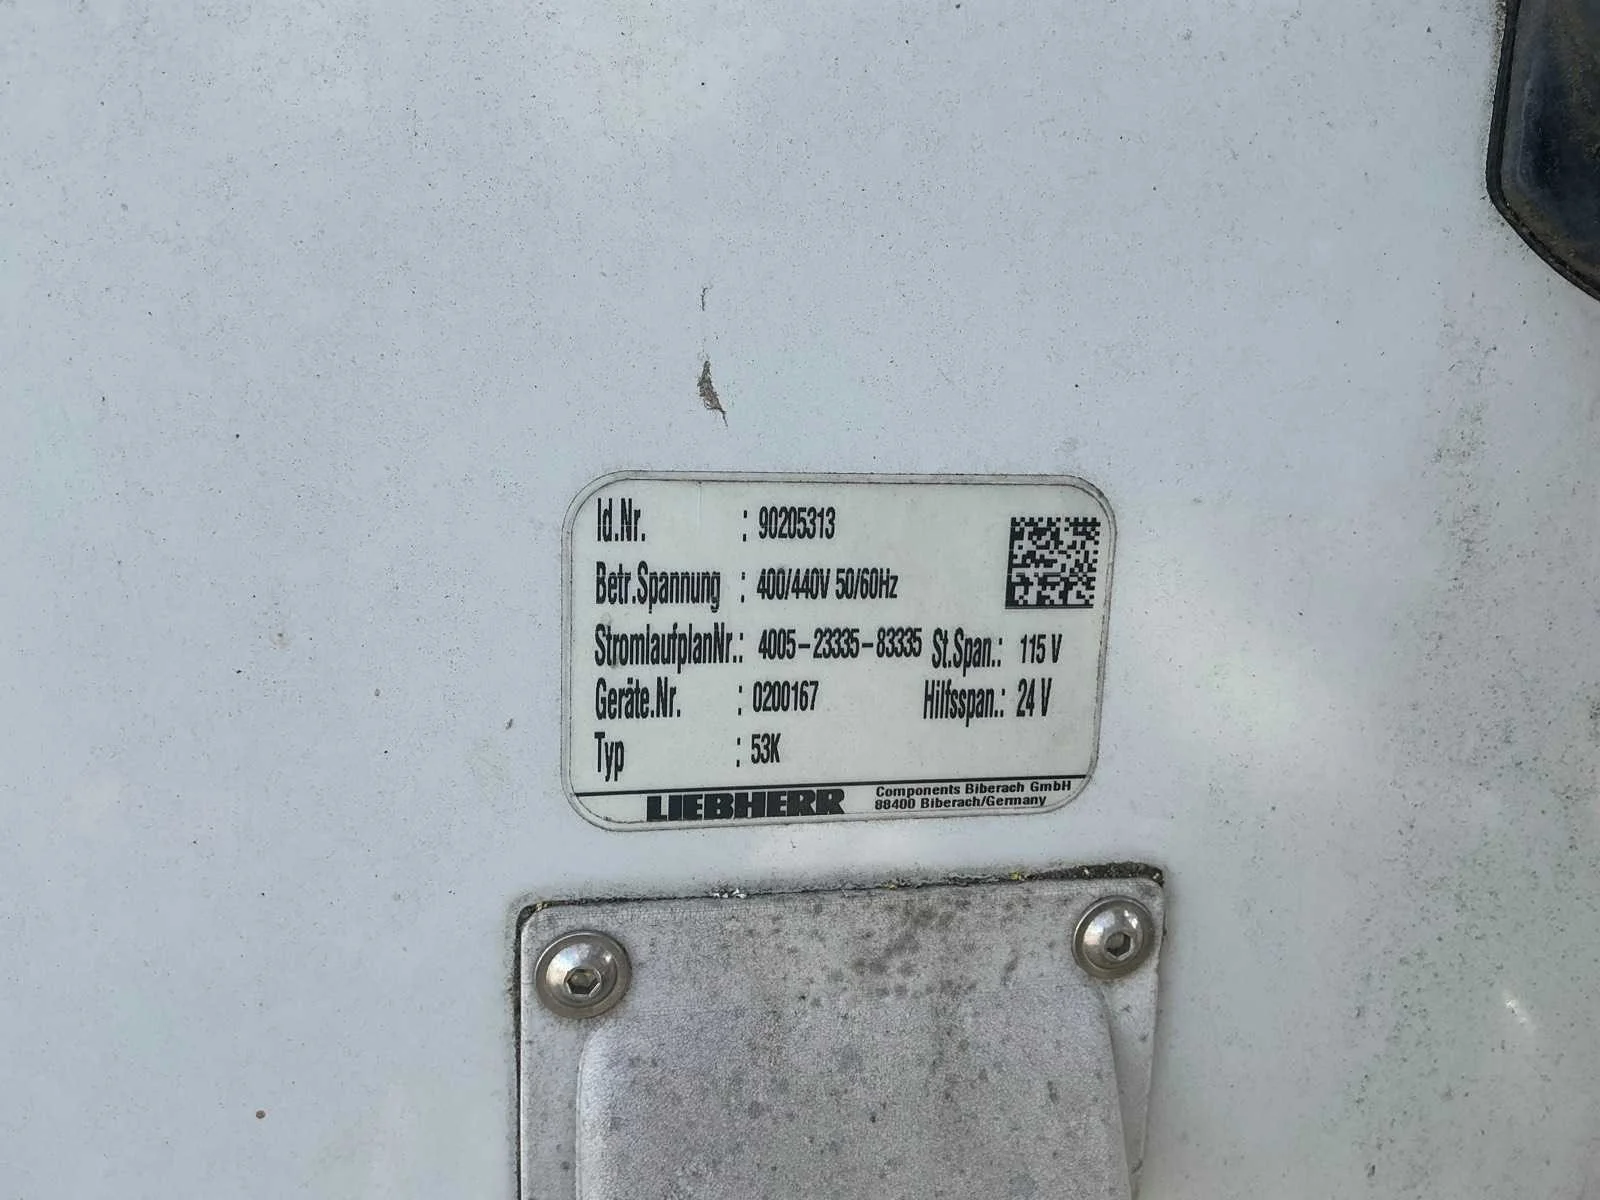 Id.Nr. : 90205313
Betr.Spannung : 400/440V 50/60Hz
StromlaufplanNr.: 4005-23335-83335 St.Span.: 115 V
Geräte.Nr. : 0200167 Hilfsspan.: 24 V
Typ : 53K
LIEBHERR Components Biberach GmbH
88400 Biberach/Germany